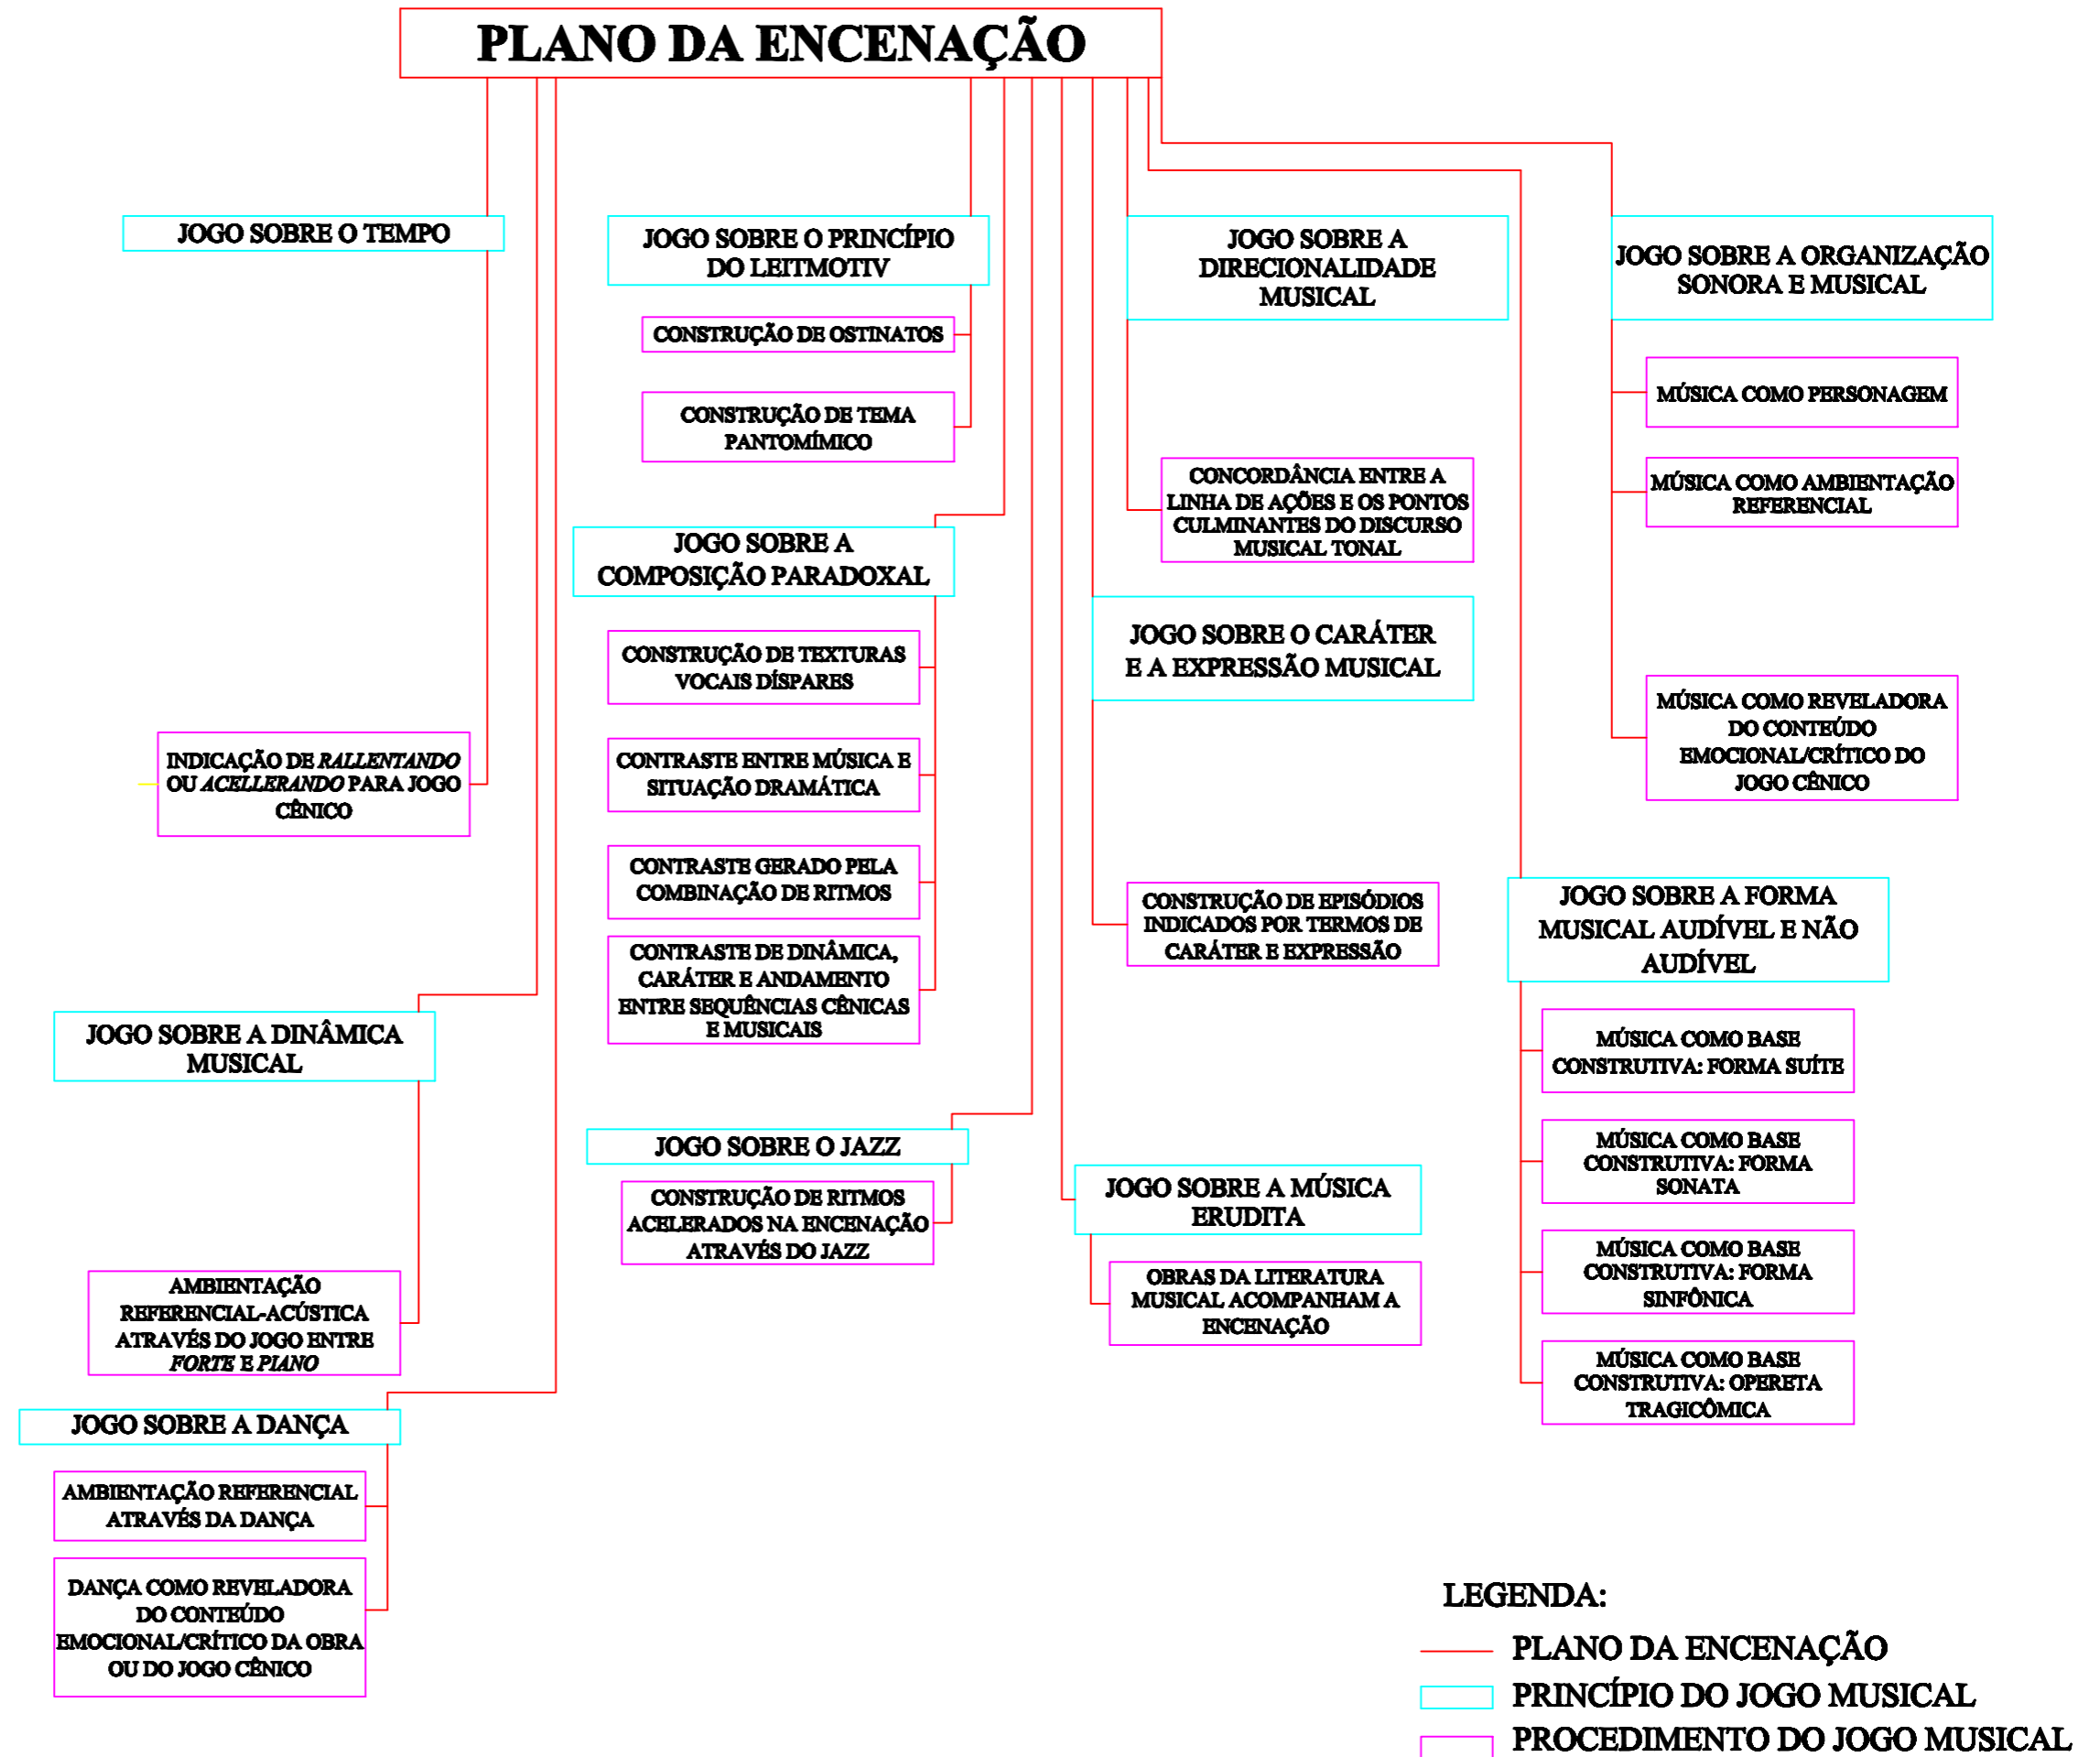 PLANO DA ENCENAÇÃO
JOGO SOBRE O TEMPO
INDICAÇÃO DE RALLENTANDO
OU ACELLERANDO PARA JOGO
CÊNICO
JOGO SOBRE A DINÂMICA
MUSICAL
AMBIENTAÇÃO
REFERENCIAL-ACÚSTICA
ATRAVÉS DO JOGO ENTRE
FORTE E PIANO
JOGO SOBRE A DANÇA
AMBIENTAÇÃO REFERENCIAL
ATRAVÉS DA DANÇA
DANÇA COMO REVELADORA
DO CONTEÚDO
EMOCIONAL/CRÍTICO DA OBRA
OU DO JOGO CÊNICO
JOGO SOBRE O PRINCÍPIO
DO LEITMOTIV
CONSTRUÇÃO DE OSTINATOS
CONSTRUÇÃO DE TEMA
PANTOMÍMICO
JOGO SOBRE A
COMPOSIÇÃO PARADOXAL
CONSTRUÇÃO DE TEXTURAS
VOCAIS DÍSPARES
CONTRASTE ENTRE MÚSICA E
SITUAÇÃO DRAMÁTICA
CONTRASTE GERADO PELA
COMBINAÇÃO DE RITMOS
CONTRASTE DE DINÂMICA,
CARÁTER E ANDAMENTO
ENTRE SEQUÊNCIAS CÊNICAS
E MUSICAIS
JOGO SOBRE O JAZZ
CONSTRUÇÃO DE RITMOS
ACELERADOS NA ENCENAÇÃO
ATRAVÉS DO JAZZ
JOGO SOBRE A
DIRECIONALIDADE
MUSICAL
CONCORDÂNCIA ENTRE A
LINHA DE AÇÕES E OS PONTOS
CULMINANTES DO DISCURSO
MUSICAL TONAL
JOGO SOBRE O CARÁTER
E A EXPRESSÃO MUSICAL
CONSTRUÇÃO DE EPISÓDIOS
INDICADOS POR TERMOS DE
CARÁTER E EXPRESSÃO
JOGO SOBRE A MÚSICA
ERUDITA
OBRAS DA LITERATURA
MUSICAL ACOMPANHAM A
ENCENAÇÃO
JOGO SOBRE A ORGANIZAÇÃO
SONORA E MUSICAL
MÚSICA COMO PERSONAGEM
MÚSICA COMO AMBIENTAÇÃO
REFERENCIAL
MÚSICA COMO REVELADORA
DO CONTEÚDO
EMOCIONAL/CRÍTICO DO
JOGO CÊNICO
JOGO SOBRE A FORMA
MUSICAL AUDÍVEL E NÃO
AUDÍVEL
MÚSICA COMO BASE
CONSTRUTIVA: FORMA SUÍTE
MÚSICA COMO BASE
CONSTRUTIVA: FORMA
SONATA
MÚSICA COMO BASE
CONSTRUTIVA: FORMA
SINFÔNICA
MÚSICA COMO BASE
CONSTRUTIVA: OPERETA
TRAGICÔMICA
LEGENDA:
PLANO DA ENCENAÇÃO
PRINCÍPIO DO JOGO MUSICAL
PROCEDIMENTO DO JOGO MUSICAL